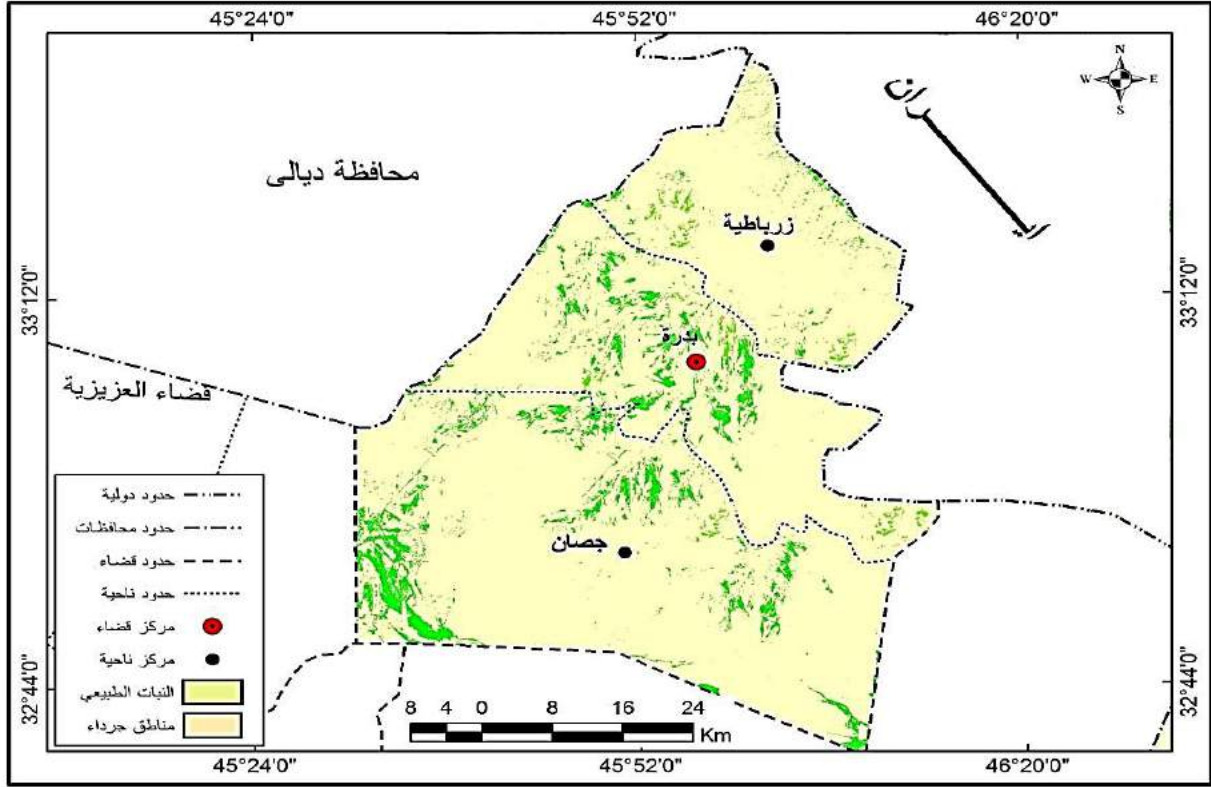 45°24'0" 45°52'0" 46°20'0"
N
W E
S
ايران
محافظة ديالى
زرباطية
33°12'0" 33°12'0"
بدرة
قضاء العزيزية
جصان
حدود دولية
حدود محافظات
حدود قضاء
حدود ناحية
مركز قضاء
مركز ناحية
النبات الطبيعي
مناطق جرداء
32°44'0" 32°44'0"
8 4 0 8 16 24
Km
45°24'0" 45°52'0" 46°20'0"